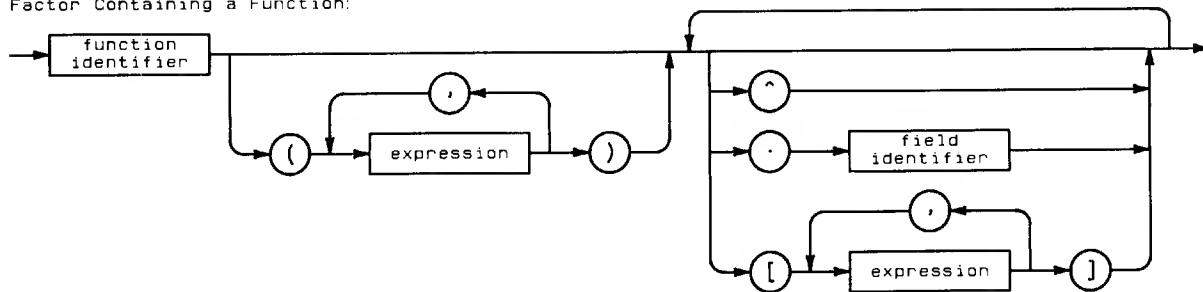 Factor Containing a Function:
function
identifier
,
(
expression
)
^
.
field
identifier
,
[
expression
]